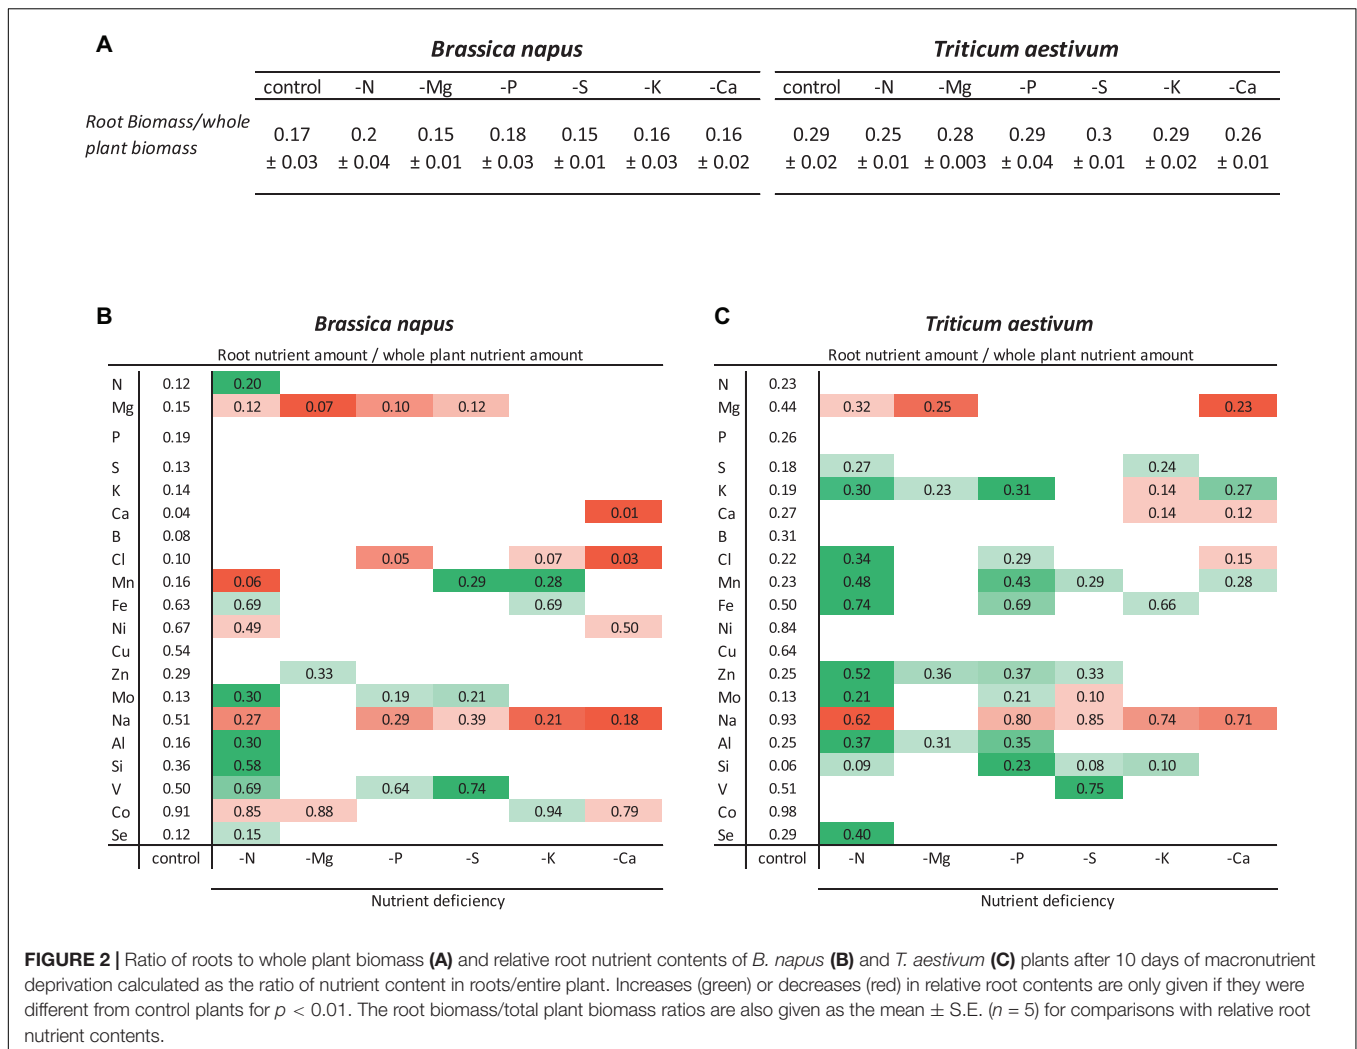 A
Brassica napus Triticum aestivum
control -N -Mg -P -S -K -Ca control -N -Mg -P -S -K -Ca
Root Biomass/whole plant biomass
0.17 0.2 0.15 0.18 0.15 0.16 0.16 0.29 0.25 0.28 0.29 0.3 0.29 0.26
± 0.03 ± 0.04 ± 0.01 ± 0.03 ± 0.01 ± 0.03 ± 0.02 ± 0.02 ± 0.01 ± 0.003 ± 0.04 ± 0.01 ± 0.02 ± 0.01
B
Brassica napus
Root nutrient amount / whole plant nutrient amount
N 0.12 0.20
Mg 0.15 0.12 0.07 0.10 0.12
P 0.19
S 0.13
K 0.14
Ca 0.04 0.01
B 0.08
Cl 0.10 0.05 0.07 0.03
Mn 0.16 0.06 0.29 0.28
Fe 0.63 0.69 0.69
Ni 0.67 0.49 0.50
Cu 0.54
Zn 0.29 0.33
Mo 0.13 0.30 0.19 0.21
Na 0.51 0.27 0.29 0.39 0.21 0.18
Al 0.16 0.30
Si 0.36 0.58
V 0.50 0.69 0.64 0.74
Co 0.91 0.85 0.88 0.94 0.79
Se 0.12 0.15
control -N -Mg -P -S -K -Ca
Nutrient deficiency
C
Triticum aestivum
Root nutrient amount / whole plant nutrient amount
N 0.23
Mg 0.44 0.32 0.25 0.23
P 0.26
S 0.18 0.27 0.24
K 0.19 0.30 0.23 0.31 0.14 0.27
Ca 0.27 0.14 0.12
B 0.31
Cl 0.22 0.34 0.29 0.15
Mn 0.23 0.48 0.43 0.29 0.28
Fe 0.50 0.74 0.69 0.66
Ni 0.84
Cu 0.64
Zn 0.25 0.52 0.36 0.37 0.33
Mo 0.13 0.21 0.21 0.10
Na 0.93 0.62 0.80 0.85 0.74 0.71
Al 0.25 0.37 0.31 0.35
Si 0.06 0.09 0.23 0.08 0.10
V 0.51 0.75
Co 0.98
Se 0.29 0.40
control -N -Mg -P -S -K -Ca
Nutrient deficiency
FIGURE 2 | Ratio of roots to whole plant biomass (A) and relative root nutrient contents of B. napus (B) and T. aestivum (C) plants after 10 days of macronutrient
deprivation calculated as the ratio of nutrient content in roots/entire plant. Increases (green) or decreases (red) in relative root contents are only given if they were
different from control plants for p < 0.01. The root biomass/total plant biomass ratios are also given as the mean ± S.E. (n = 5) for comparisons with relative root
nutrient contents.